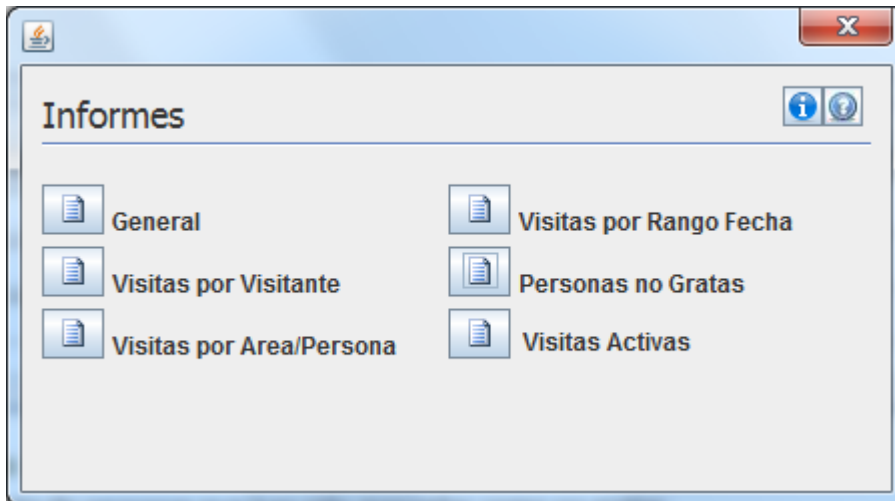 Informes
General
Visitas por Rango Fecha
Visitas por Visitante
Personas no Gratas
Visitas por Area/Persona
Visitas Activas